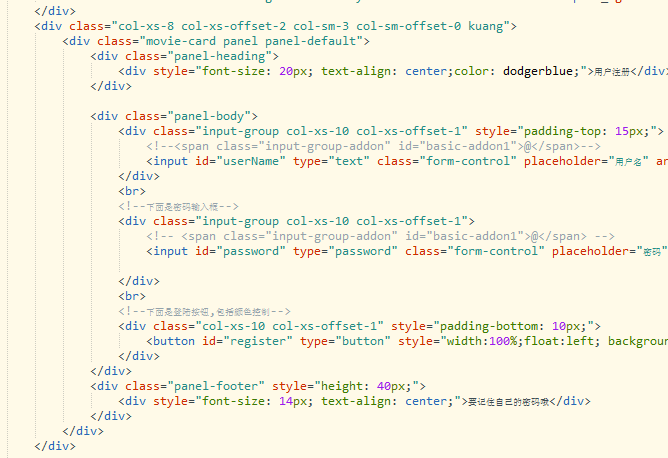 </div>
<div class="col-xs-8 col-xs-offset-2 col-sm-3 col-sm-offset-0 kuang">
<div class="movie-card panel panel-default">
<div class="panel-heading">
<div style="font-size: 20px; text-align: center;color: dodgerblue;">用户注册</div>
</div>
<div class="panel-body">
<div class="input-group col-xs-10 col-xs-offset-1" style="padding-top: 15px;">
<!--<span class="input-group-addon" id="basic-addon1">@</span>-->
<input id="userName" type="text" class="form-control" placeholder="用户名" ar
</div>
<br>
<!--下面是密码输入框-->
<div class="input-group col-xs-10 col-xs-offset-1">
<!-- <span class="input-group-addon" id="basic-addon1">@</span> -->
<input id="password" type="password" class="form-control" placeholder="密码"
</div>
<br>
<!--下面是登陆按钮,包括颜色控制-->
<div class="col-xs-10 col-xs-offset-1" style="padding-bottom: 10px;">
<button id="register" type="button" style="width:100%;float:left; backgroun
</div>
</div>
<div class="panel-footer" style="height: 40px;">
<div style="font-size: 14px; text-align: center;">要记住自己的密码哦</div>
</div>
</div>
</div>